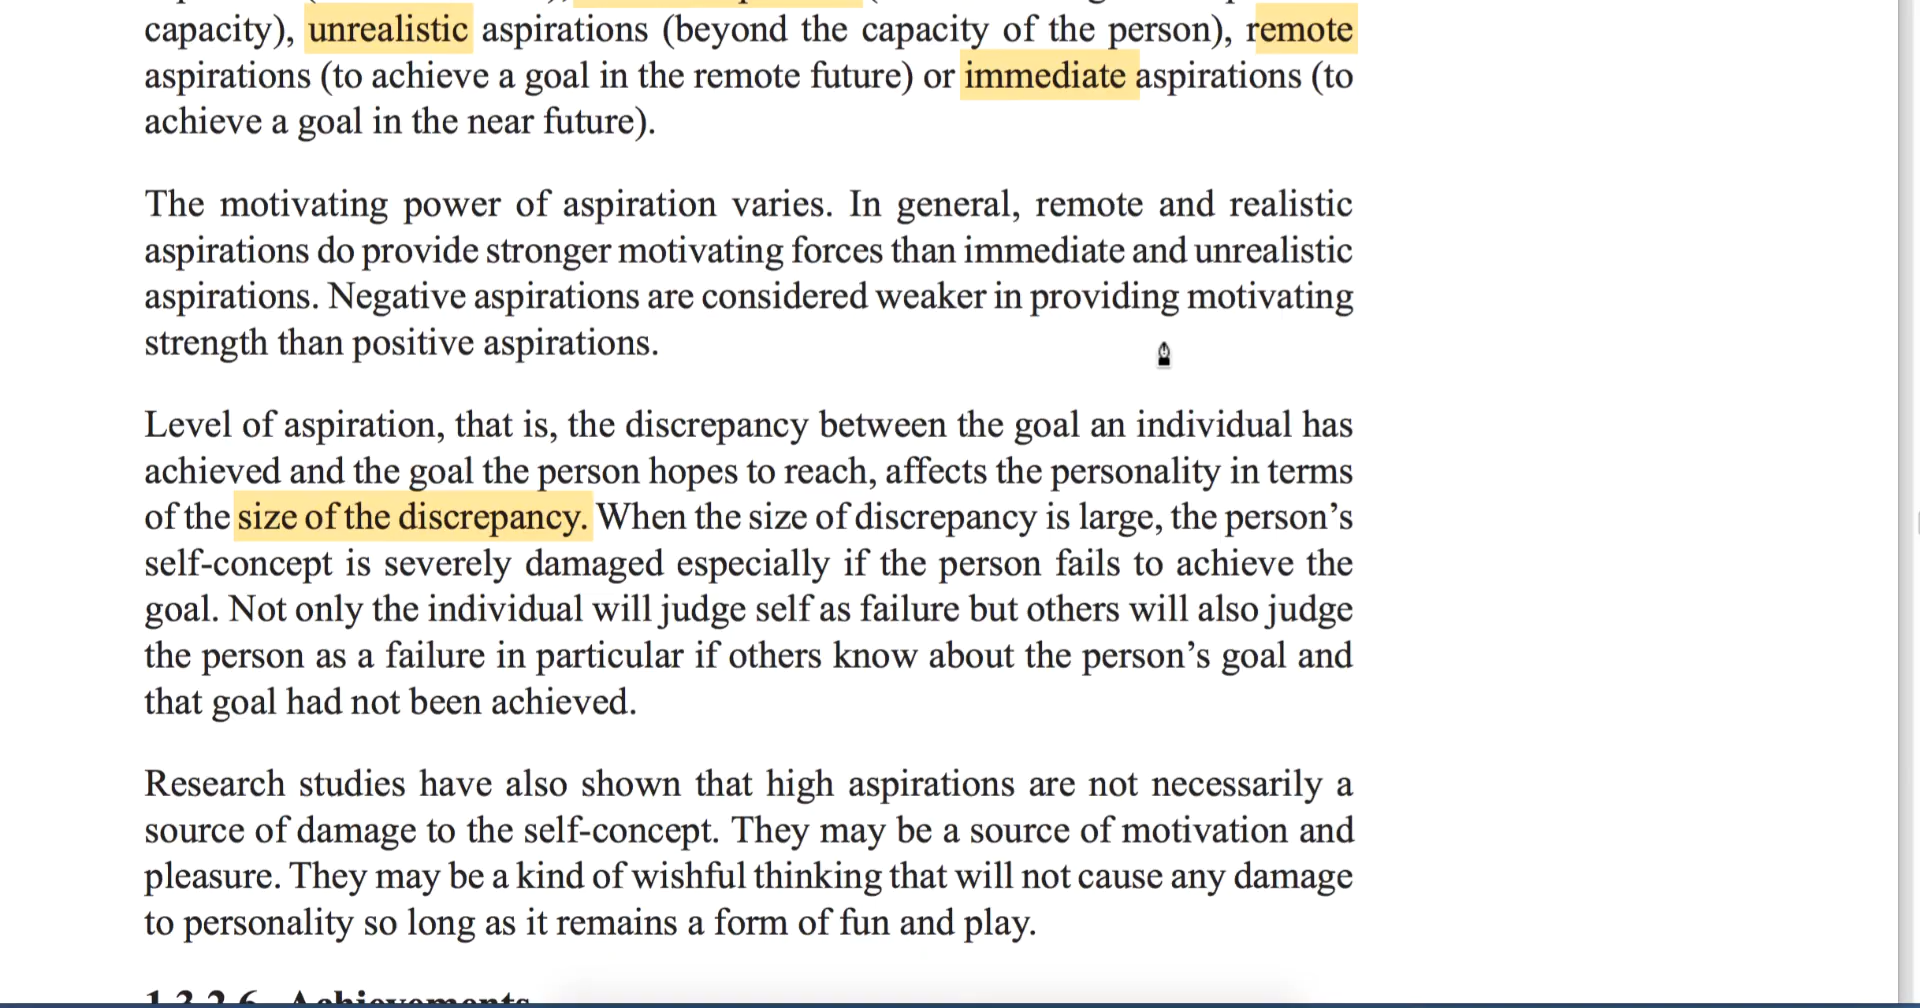 capacity), unrealistic aspirations (beyond the capacity of the person), remote
aspirations (to achieve a goal in the remote future) or immediate aspirations (to
achieve a goal in the near future).
The motivating power of aspiration varies. In general, remote and realistic
aspirations do provide stronger motivating forces than immediate and unrealistic
aspirations. Negative aspirations are considered weaker in providing motivating
strength than positive aspirations.
Level of aspiration, that is, the discrepancy between the goal an individual has
achieved and the goal the person hopes to reach, affects the personality in terms
of the size of the discrepancy. When the size of discrepancy is large, the person’s
self-concept is severely damaged especially if the person fails to achieve the
goal. Not only the individual will judge self as failure but others will also judge
the person as a failure in particular if others know about the person’s goal and
that goal had not been achieved.
Research studies have also shown that high aspirations are not necessarily a
source of damage to the self-concept. They may be a source of motivation and
pleasure. They may be a kind of wishful thinking that will not cause any damage
to personality so long as it remains a form of fun and play.
Achievements